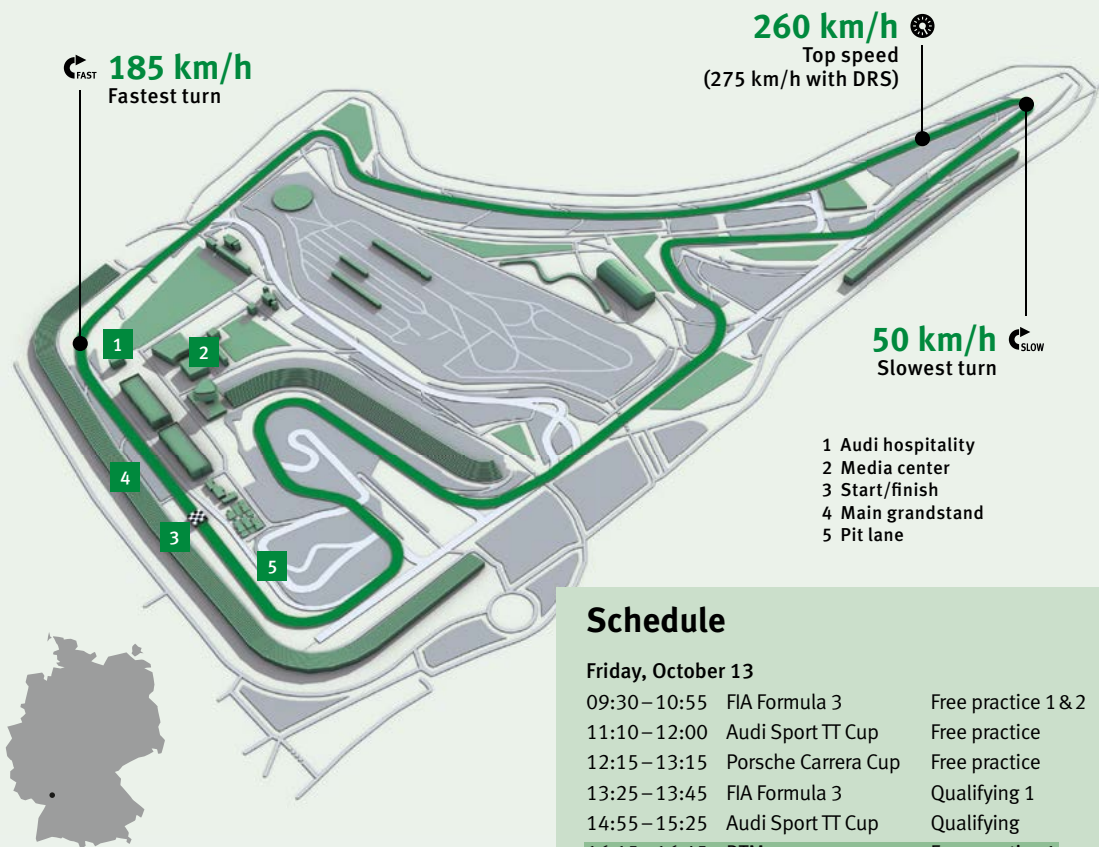 260 km/h
Top speed
(275 km/h with DRS)
FAST 185 km/h
Fastest turn
50 km/h SLOW
Slowest turn
1
2
3
4
5
1 Audi hospitality
2 Media center
3 Start/finish
4 Main grandstand
5 Pit lane
Schedule
Friday, October 13
09:30–10:55 FIA Formula 3 Free practice 1 & 2
11:10–12:00 Audi Sport TT Cup Free practice
12:15–13:15 Porsche Carrera Cup Free practice
13:25–13:45 FIA Formula 3 Qualifying 1
14:55–15:25 Audi Sport TT Cup Qualifying